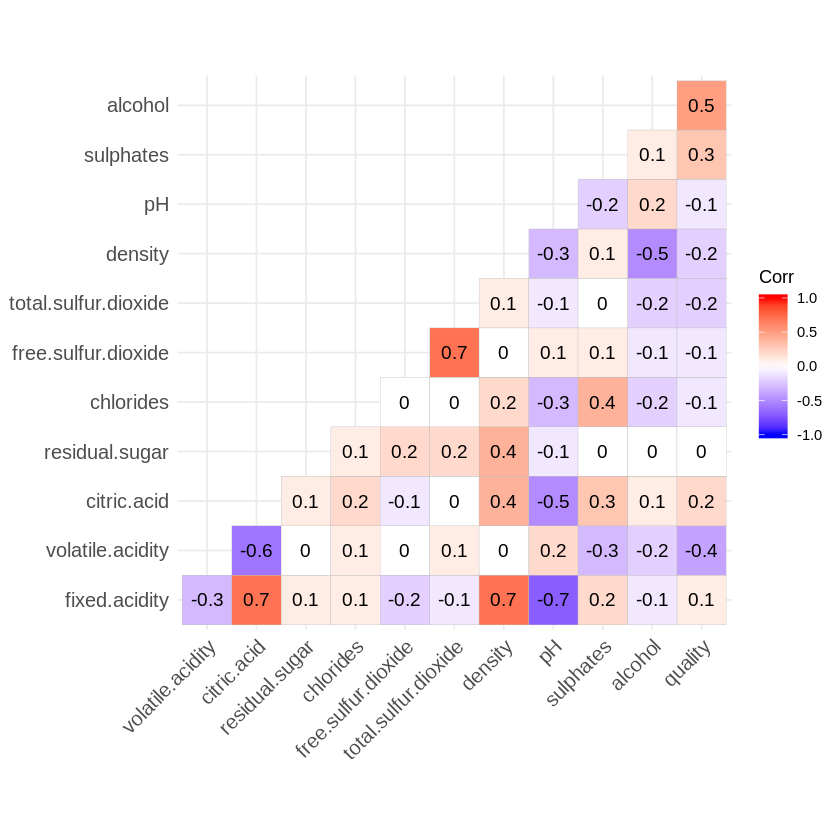 alcohol 0.5
sulphates 0.1 0.3
pH -0.2 0.2 -0.1
density -0.3 0.1 -0.5 -0.2
total.sulfur.dioxide 0.1 -0.1 0 -0.2 -0.2
free.sulfur.dioxide 0.7 0 0.1 0.1 -0.1 -0.1
chlorides 0 0 0.2 -0.3 0.4 -0.2 -0.1
residual.sugar 0.1 0.2 0.2 0.4 -0.1 0 0 0
citric.acid 0.1 0.2 -0.1 0 0.4 -0.5 0.3 0.1 0.2
volatile.acidity -0.6 0 0.1 0 0.1 0 0.2 -0.3 -0.2 -0.4
fixed.acidity -0.3 0.7 0.1 0.1 -0.2 -0.1 0.7 -0.7 0.2 -0.1 0.1
volatile.acidity
citric.acid
residual.sugar
chlorides
free.sulfur.dioxide
total.sulfur.dioxide
density
pH
sulphates
alcohol
quality
Corr
1.0
0.5
0.0
-0.5
-1.0